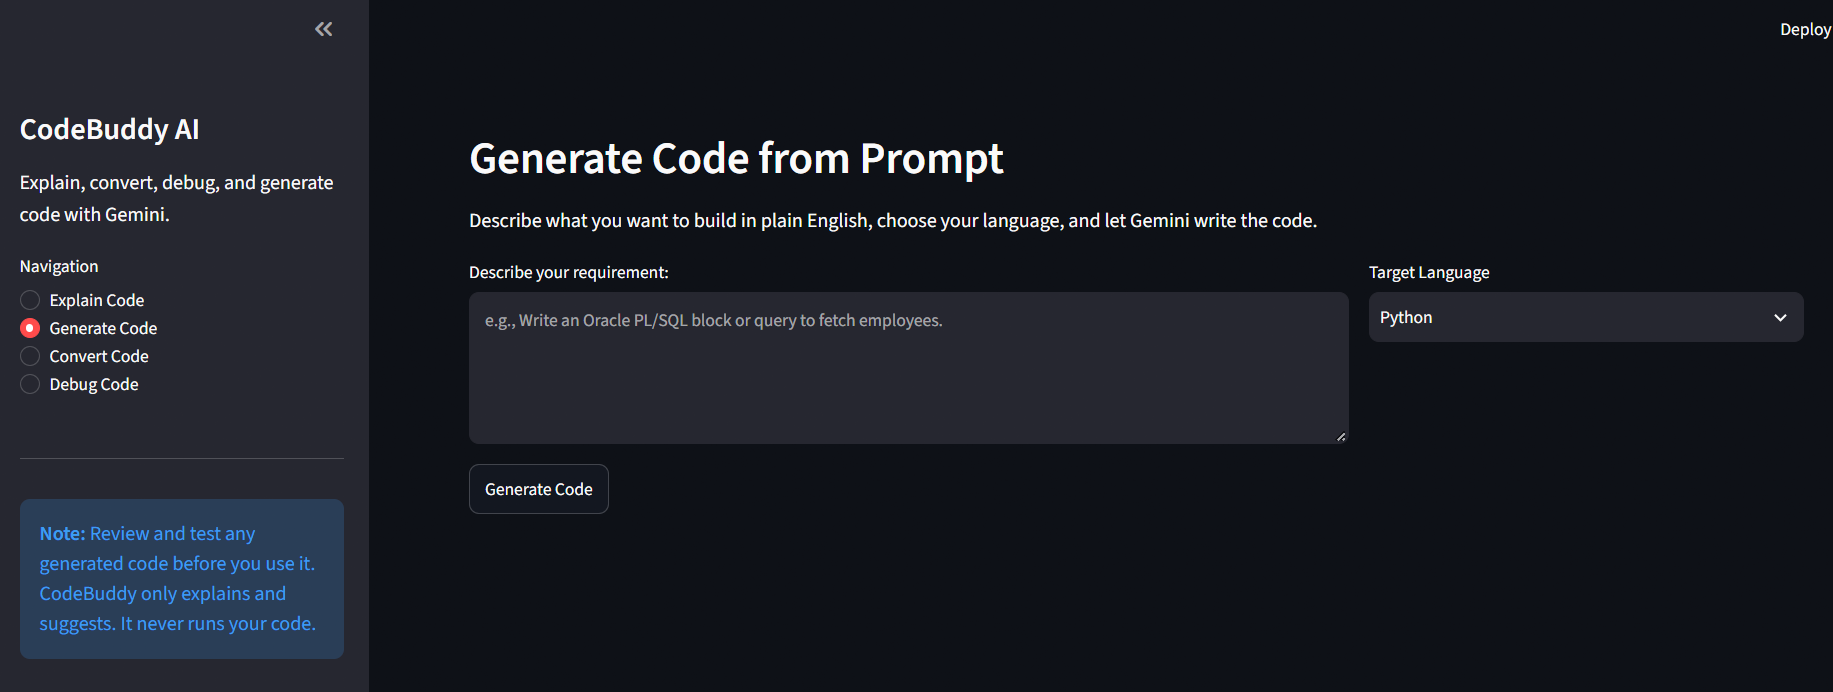 Deploy
CodeBuddy AI
Explain, convert, debug, and generate
code with Gemini.
Navigation
Explain Code
Generate Code
Convert Code
Debug Code
Note: Review and test any
generated code before you use it.
CodeBuddy only explains and
suggests. It never runs your code.
Generate Code from Prompt
Describe what you want to build in plain English, choose your language, and let Gemini write the code.
Describe your requirement:
e.g., Write an Oracle PL/SQL block or query to fetch employees.
Target Language
Python
Generate Code